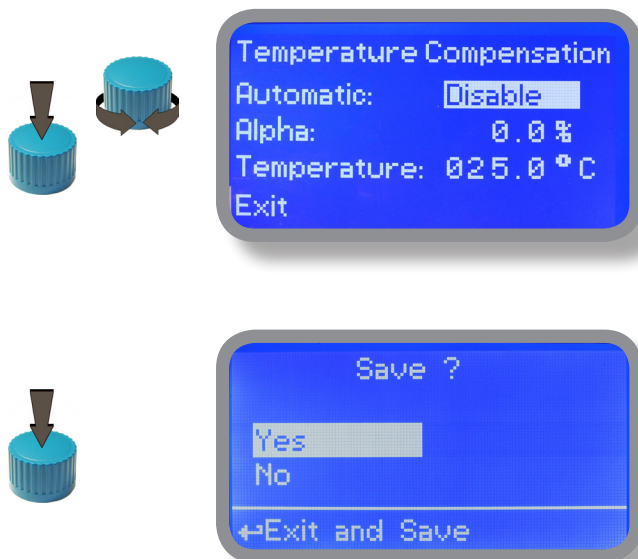 Temperature Compensation
Automatic: Disable
Alpha: 0.0%
Temperature: 025.0°C
Exit
Save ?
Yes
No
↵Exit and Save